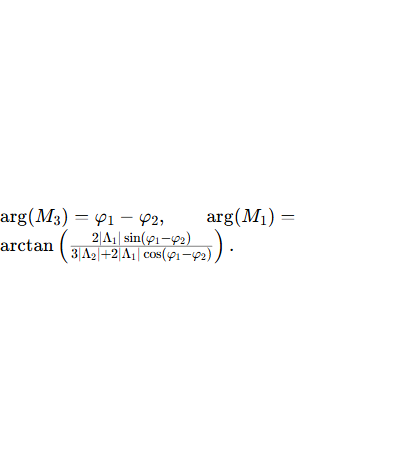 arg(M₃) = φ₁ − φ₂, arg(M₁) =
arctan ( 2|Λ₁| sin(φ₁−φ₂) / 3|Λ₂|+2|Λ₁| cos(φ₁−φ₂) ) .